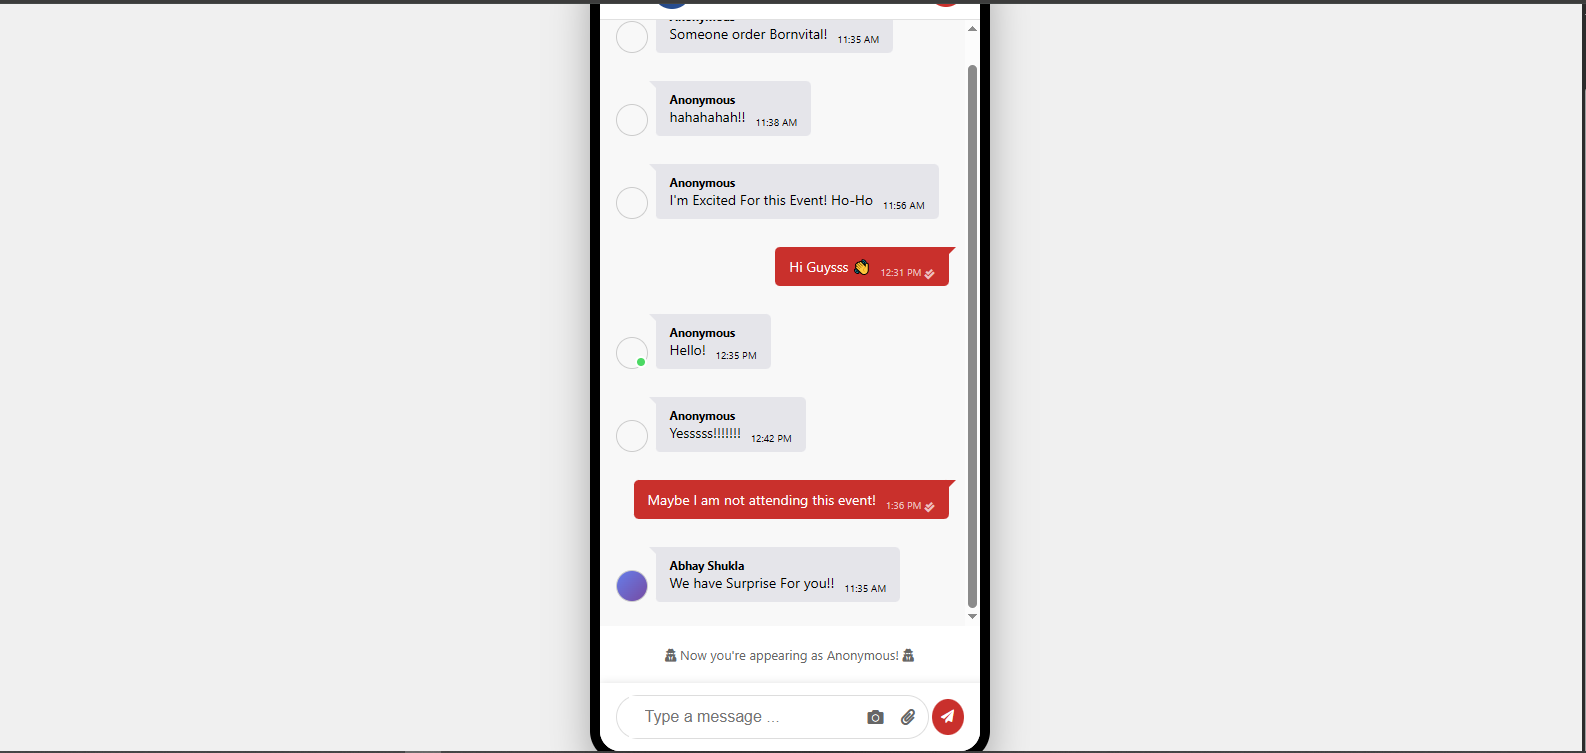 Anonymous
Someone order Bornvital! 11:35 AM
Anonymous
hahahahah!! 11:38 AM
Anonymous
I'm Excited For this Event! Ho-Ho 11:56 AM
Hi Guysss 👋 12:31 PM
Anonymous
Hello! 12:35 PM
Anonymous
Yesssss!!!!!!! 12:42 PM
Maybe I am not attending this event! 1:36 PM
Abhay Shukla
We have Surprise For you!! 11:35 AM
Now you're appearing as Anonymous!
Type a message ...